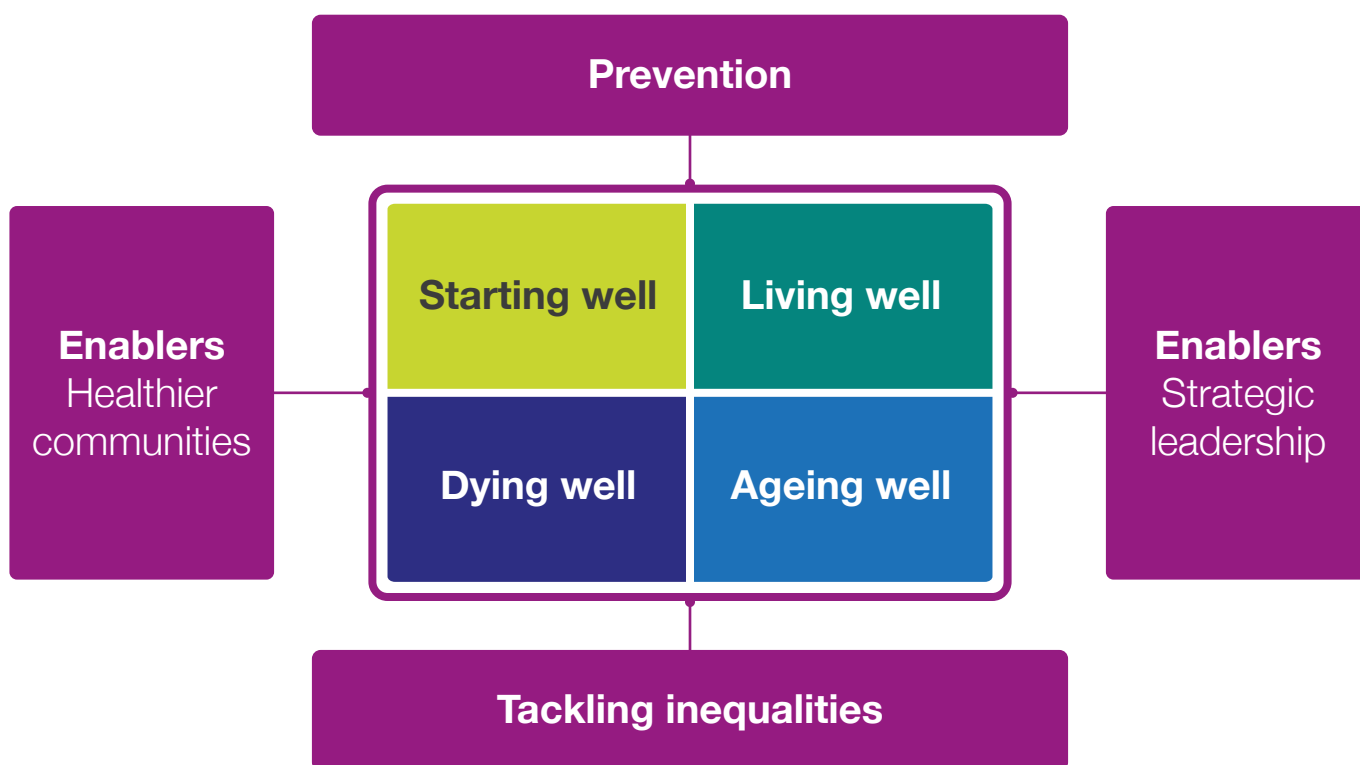 Prevention
Starting well
Living well
Enablers
Healthier
communities
Enablers
Strategic
leadership
Dying well
Ageing well
Tackling inequalities